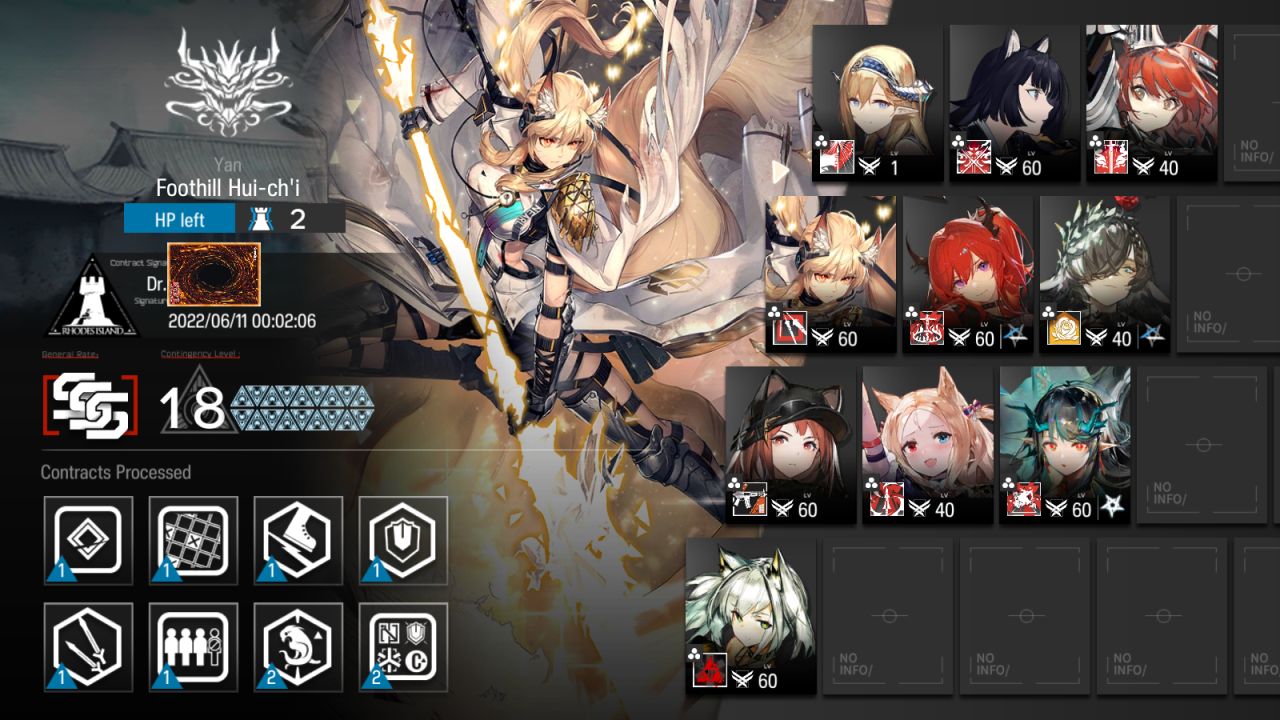 Yan
Foothill Hui-ch'i
HP left 2
Contract Signa
Dr.
Signatur
RHODES ISLAND
2022/06/11 00:02:06
General Rate:
Contingency Level :
SSS
18
Contracts Processed
1 1 1 1
1 1 2 2
LV 1
LV 60
LV 40
NO INFO/
LV 60
LV 60
LV 40
NO INFO/
LV 60
LV 40
LV 60
NO INFO/
LV 60
NO INFO/
NO INFO/
NO INFO/
NO INFO/